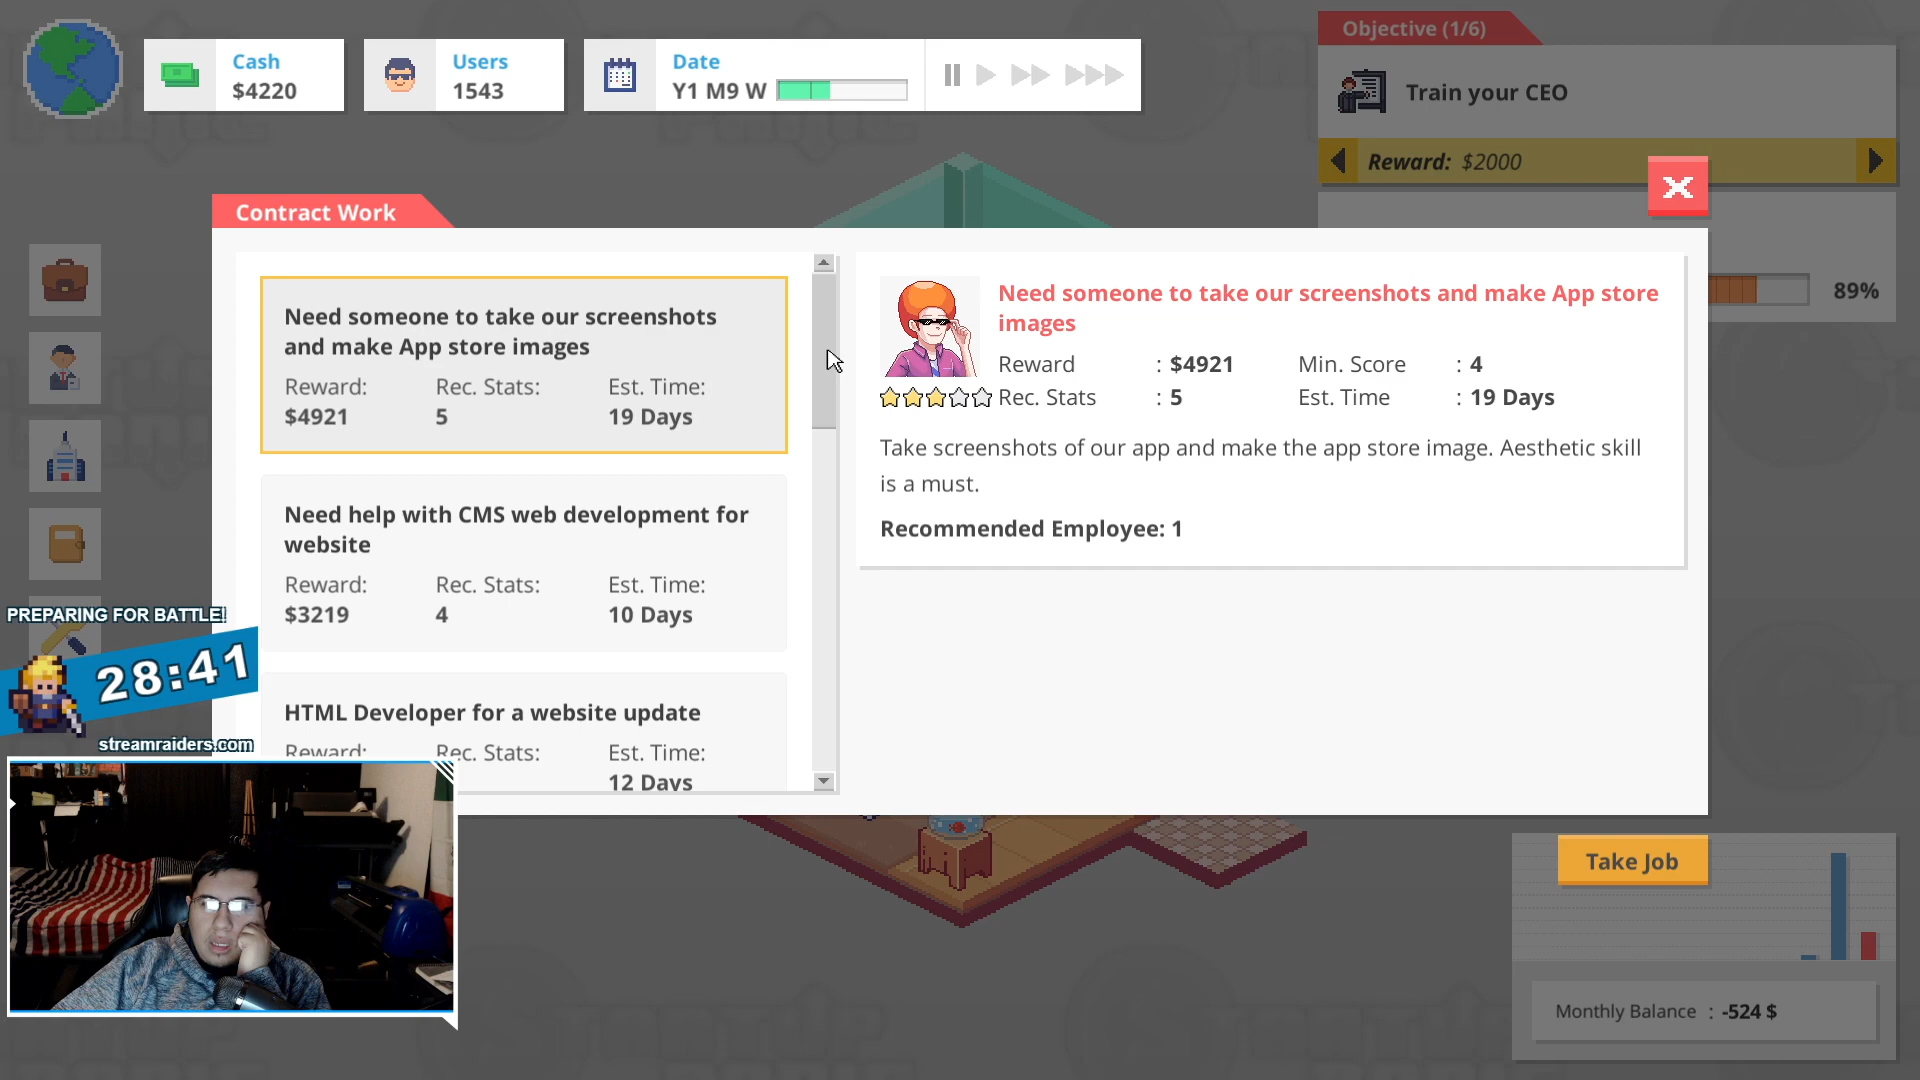 Cash
$4220
Users
1543
Date
Y1 M9 W
Objective (1/6)
Train your CEO
Reward: $2000
89%
Contract Work
Need someone to take our screenshots
and make App store images
Reward: Rec. Stats: Est. Time:
$4921 5 19 Days
Need help with CMS web development for
website
Reward: Rec. Stats: Est. Time:
$3219 4 10 Days
HTML Developer for a website update
Reward: Rec. Stats: Est. Time:
12 Days
Need someone to take our screenshots and make App store
images
Reward : $4921 Min. Score : 4
Rec. Stats : 5 Est. Time : 19 Days
Take screenshots of our app and make the app store image. Aesthetic skill
is a must.
Recommended Employee: 1
PREPARING FOR BATTLE!
28:41
streamraiders.com
Take Job
Monthly Balance : -524 $